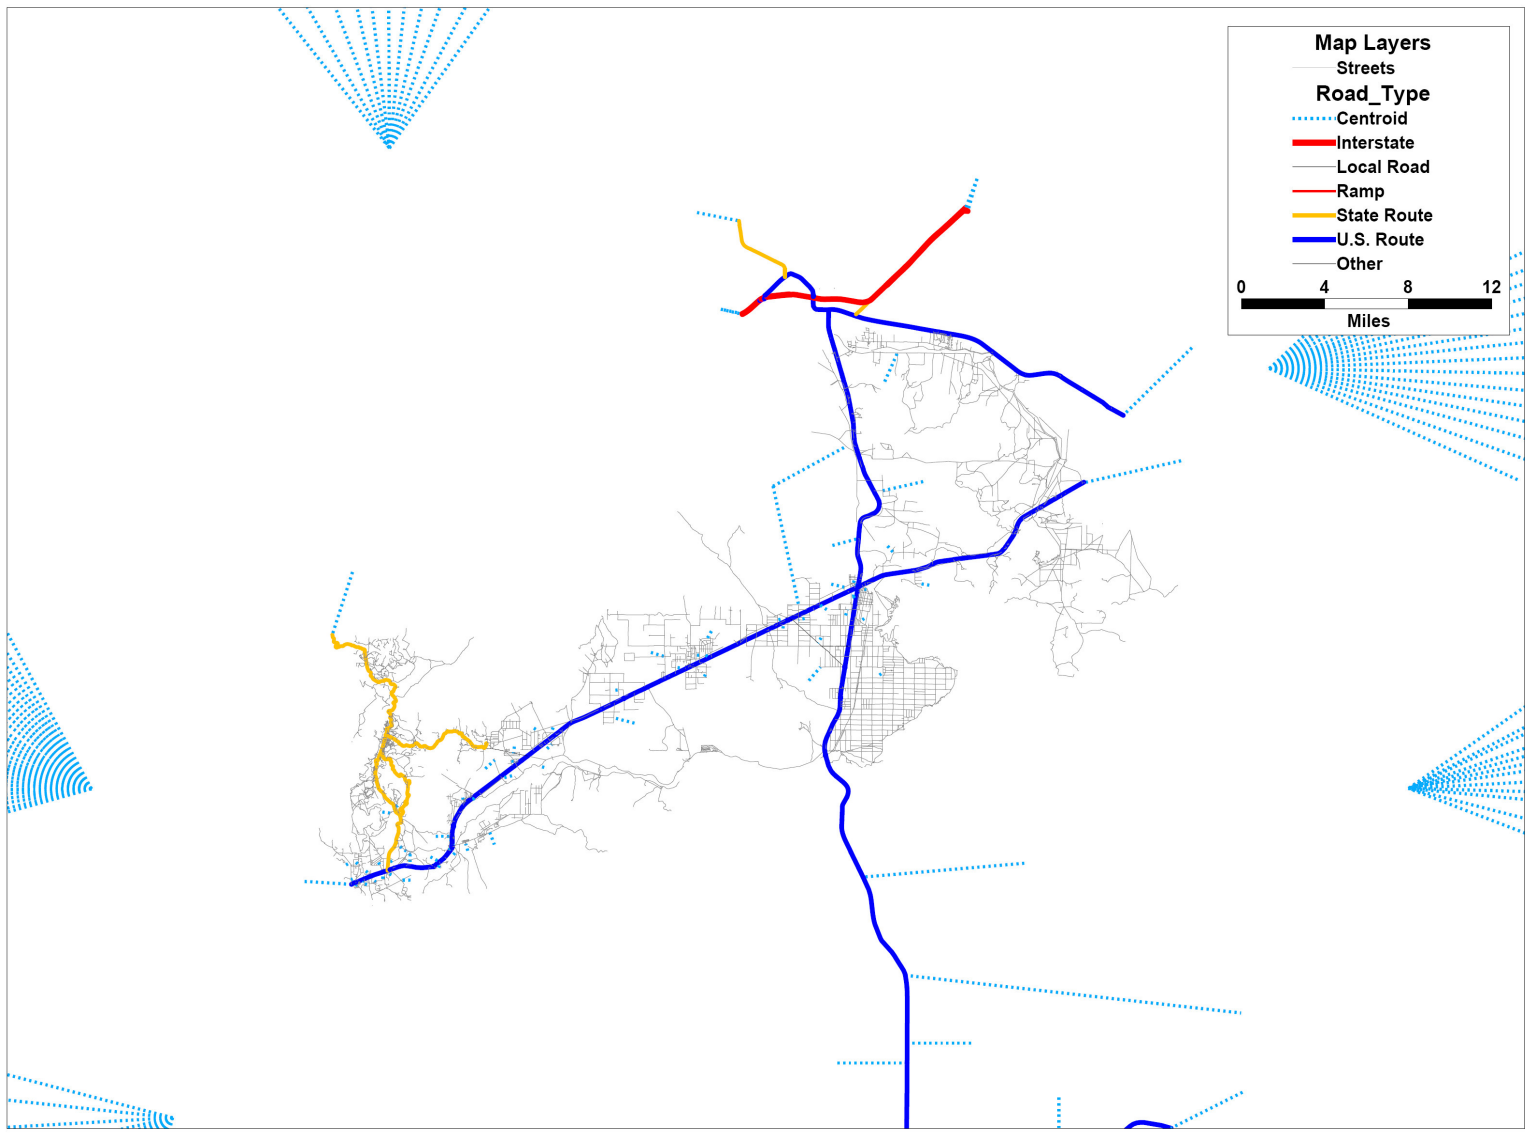 Map Layers
Streets
Road_Type
Centroid
Interstate
Local Road
Ramp
State Route
U.S. Route
Other
0 4 8 12
Miles